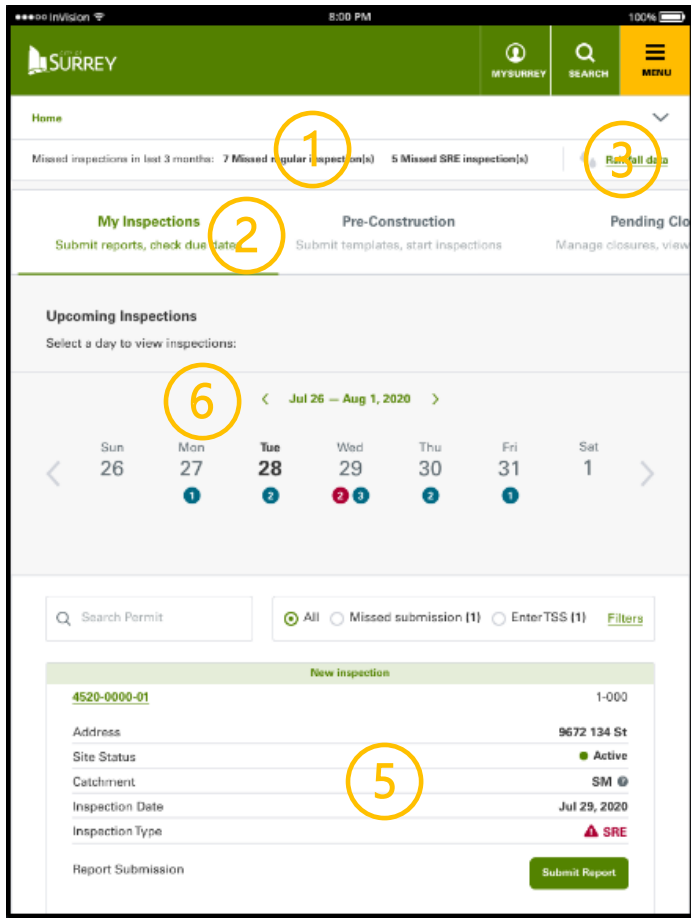 InVision 8:00 PM 100%
CITY OF
SURREY
MYSURREY SEARCH MENU
Home
1
3
Missed inspections in last 3 months: 7 Missed regular inspection(s) 5 Missed SRE inspection(s) Rainfall data
2
My Inspections Pre-Construction Pending Clo
Submit reports, check due dates Submit templates, start inspections Manage closures, view
Upcoming Inspections
Select a day to view inspections:
6
< Jul 26 — Aug 1, 2020 >
Sun Mon Tue Wed Thu Fri Sat
< 26 27 28 29 30 31 1 >
1 2 2 3 2 1
Search Permit All Missed submission (1) Enter TSS (1) Filters
New inspection
4520-0000-01 1-000
Address 9672 134 St
Site Status Active
5
Catchment SM ?
Inspection Date Jul 29, 2020
Inspection Type SRE
Report Submission Submit Report